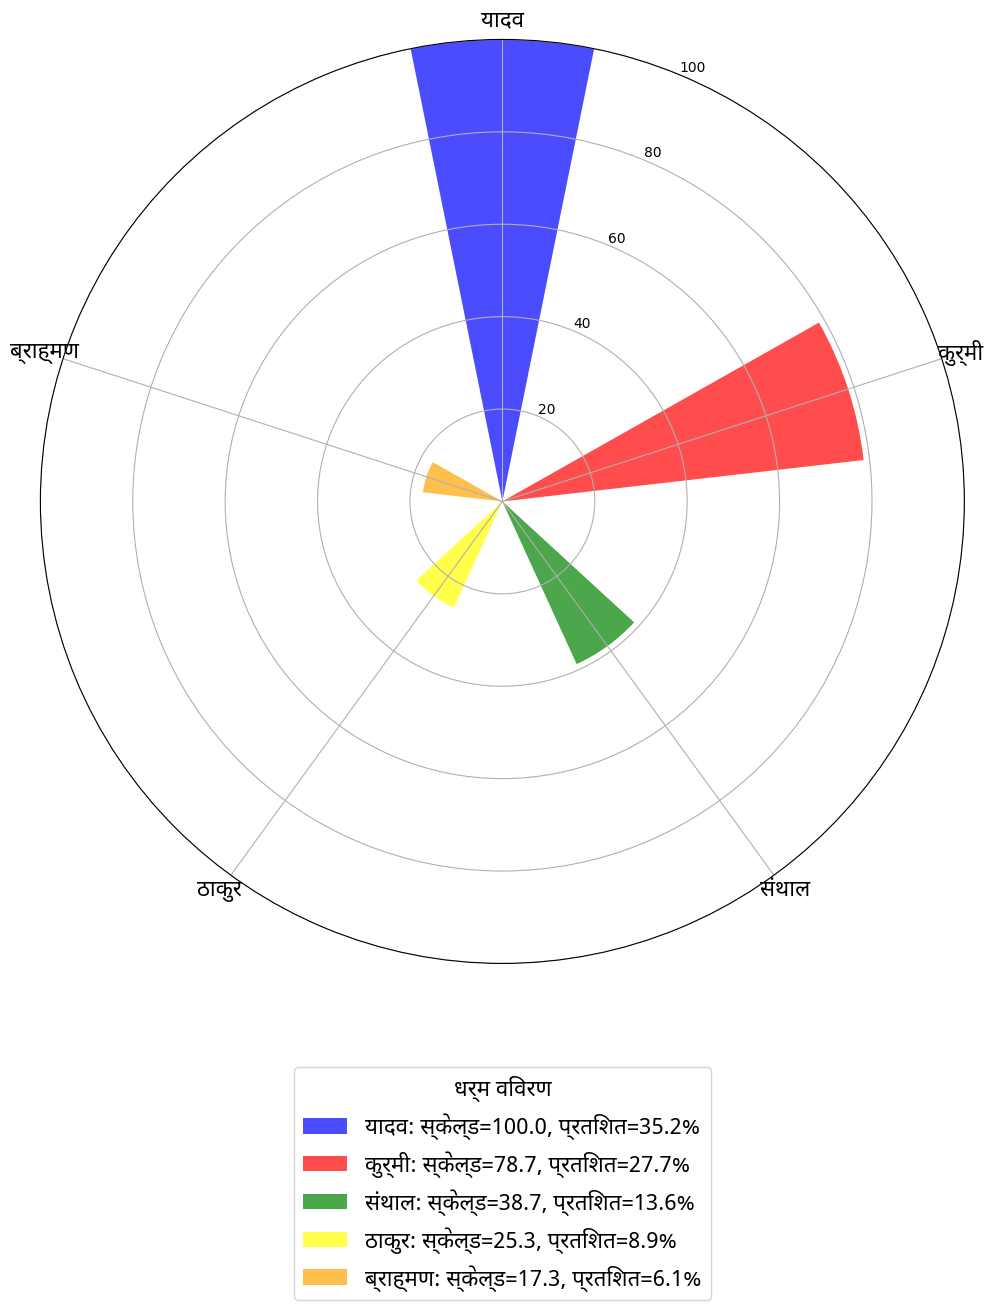 यादव
100
80
60
40
20
ब्राह्मण
कुर्मी
ठाकुर
संथाल
धर्म विवरण
यादव: स्केल्ड=100.0, प्रतिशत=35.2%
कुर्मी: स्केल्ड=78.7, प्रतिशत=27.7%
संथाल: स्केल्ड=38.7, प्रतिशत=13.6%
ठाकुर: स्केल्ड=25.3, प्रतिशत=8.9%
ब्राह्मण: स्केल्ड=17.3, प्रतिशत=6.1%